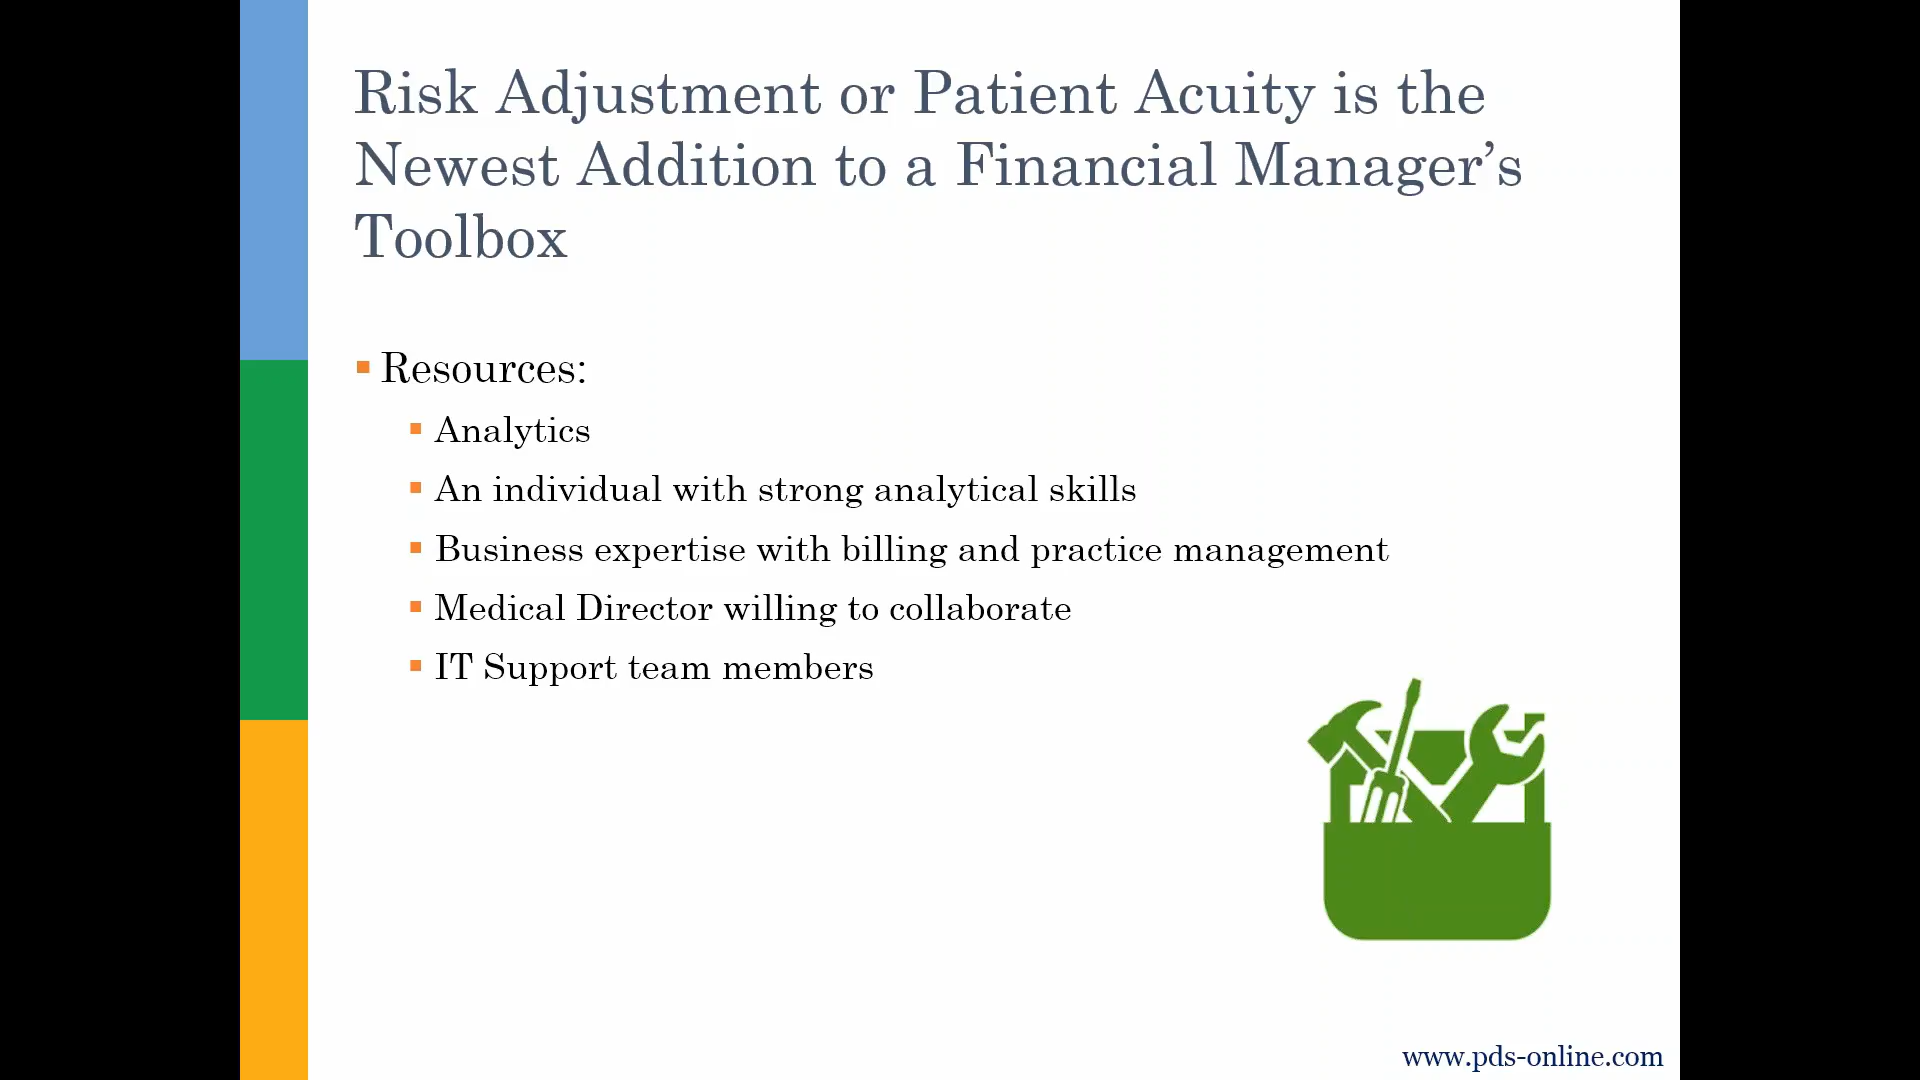 Risk Adjustment or Patient Acuity is the
Newest Addition to a Financial Manager’s
Toolbox
Resources:
Analytics
An individual with strong analytical skills
Business expertise with billing and practice management
Medical Director willing to collaborate
IT Support team members
www.pds-online.com